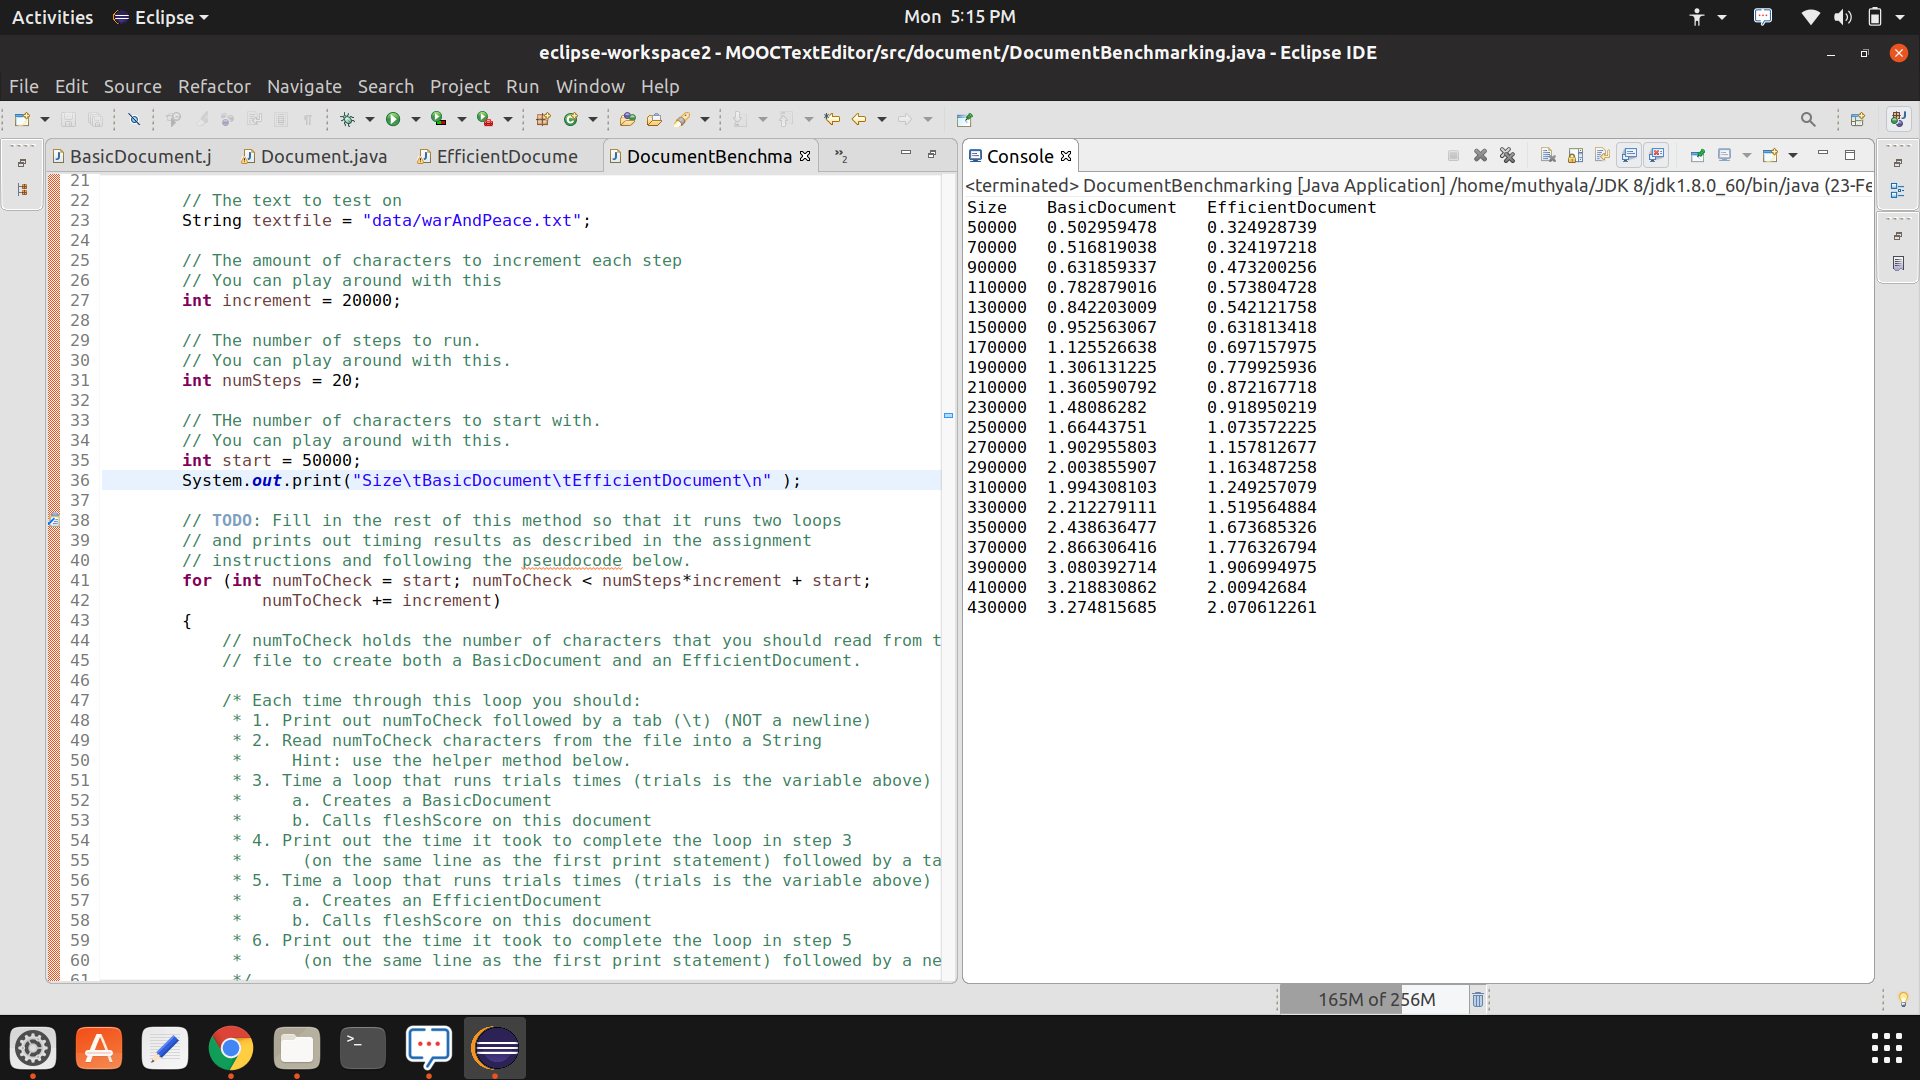 Activities Eclipse Mon 5:15 PM
eclipse-workspace2 - MOOCTextEditor/src/document/DocumentBenchmarking.java - Eclipse IDE
File Edit Source Refactor Navigate Search Project Run Window Help
BasicDocument.j Document.java EfficientDocume DocumentBenchma 2
21
22 // The text to test on
23 String textfile = "data/warAndPeace.txt";
24
25 // The amount of characters to increment each step
26 // You can play around with this
27 int increment = 20000;
28
29 // The number of steps to run.
30 // You can play around with this.
31 int numSteps = 20;
32
33 // THe number of characters to start with.
34 // You can play around with this.
35 int start = 50000;
36 System.out.print("Size\tBasicDocument\tEfficientDocument\n" );
37
38 // TODO: Fill in the rest of this method so that it runs two loops
39 // and prints out timing results as described in the assignment
40 // instructions and following the pseudocode below.
41 for (int numToCheck = start; numToCheck < numSteps*increment + start;
42 numToCheck += increment)
43 {
44 // numToCheck holds the number of characters that you should read from t
45 // file to create both a BasicDocument and an EfficientDocument.
46
47 /* Each time through this loop you should:
48 * 1. Print out numToCheck followed by a tab (\t) (NOT a newline)
49 * 2. Read numToCheck characters from the file into a String
50 * Hint: use the helper method below.
51 * 3. Time a loop that runs trials times (trials is the variable above)
52 * a. Creates a BasicDocument
53 * b. Calls fleshScore on this document
54 * 4. Print out the time it took to complete the loop in step 3
55 * (on the same line as the first print statement) followed by a ta
56 * 5. Time a loop that runs trials times (trials is the variable above)
57 * a. Creates an EfficientDocument
58 * b. Calls fleshScore on this document
59 * 6. Print out the time it took to complete the loop in step 5
60 * (on the same line as the first print statement) followed by a ne
61 */
Console
<terminated> DocumentBenchmarking [Java Application] /home/muthyala/JDK 8/jdk1.8.0_60/bin/java (23-Fe
Size BasicDocument EfficientDocument
50000 0.502959478 0.324928739
70000 0.516819038 0.324197218
90000 0.631859337 0.473200256
110000 0.782879016 0.573804728
130000 0.842203009 0.542121758
150000 0.952563067 0.631813418
170000 1.125526638 0.697157975
190000 1.306131225 0.779925936
210000 1.360590792 0.872167718
230000 1.48086282 0.918950219
250000 1.66443751 1.073572225
270000 1.902955803 1.157812677
290000 2.003855907 1.163487258
310000 1.994308103 1.249257079
330000 2.212279111 1.519564884
350000 2.438636477 1.673685326
370000 2.866306416 1.776326794
390000 3.080392714 1.906994975
410000 3.218830862 2.00942684
430000 3.274815685 2.070612261
165M of 256M